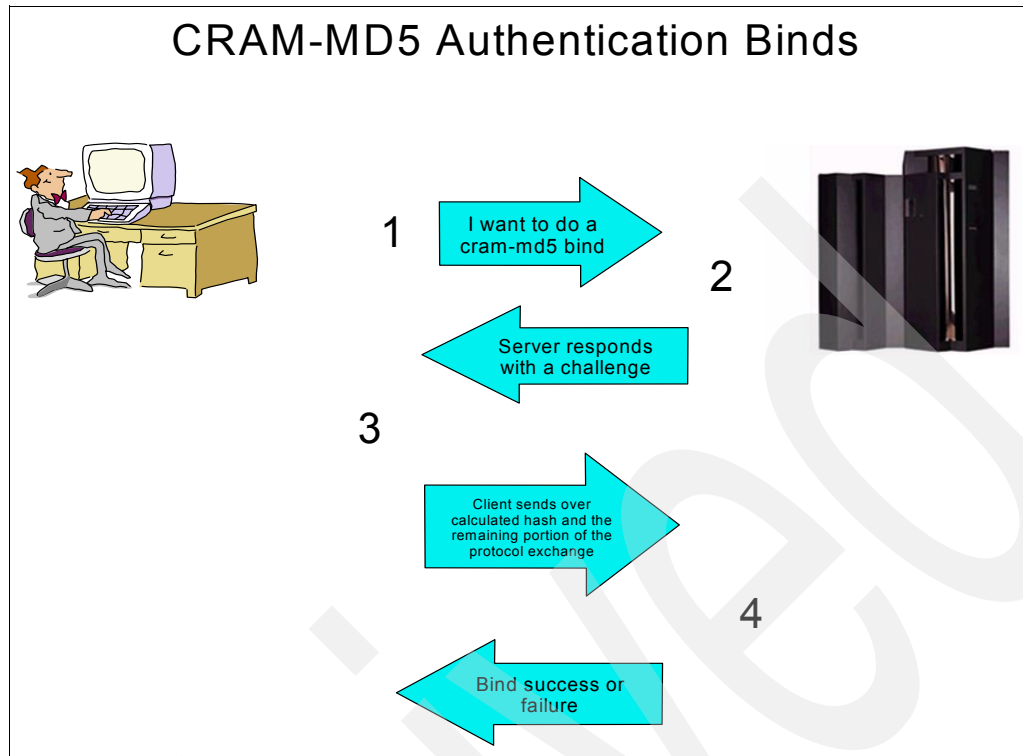 CRAM-MD5 Authentication Binds
1
I want to do a
cram-md5 bind
2
Server responds
with a challenge
3
Client sends over
calculated hash and the
remaining portion of the
protocol exchange
4
Bind success or
failure